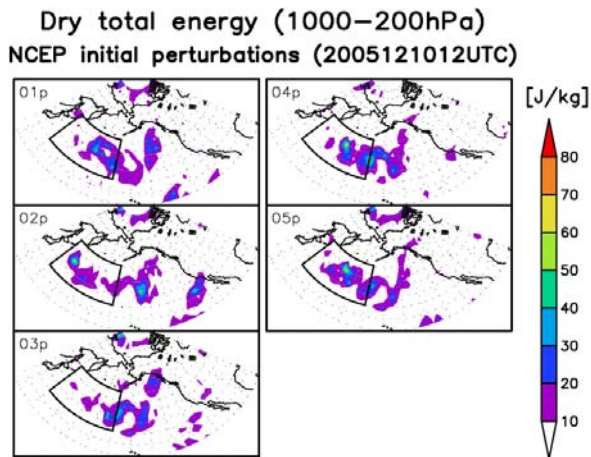 Dry total energy (1000-200hPa)
NCEP initial perturbations (2005121012UTC)
01p
04p
[J/kg]
02p
05p
03p
80
70
60
50
40
30
20
10